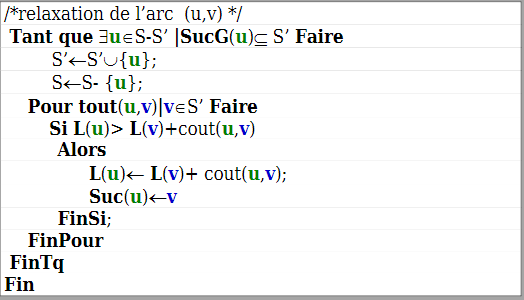 /*relaxation de l’arc (u,v) */
Tant que ∃u∈S-S’ |SucG(u)⊆ S’ Faire
S’←S’∪{u};
S←S- {u};
Pour tout(u,v)|v∈S’ Faire
Si L(u)> L(v)+cout(u,v)
Alors
L(u)← L(v)+ cout(u,v);
Suc(u)←v
FinSi;
FinPour
FinTq
Fin